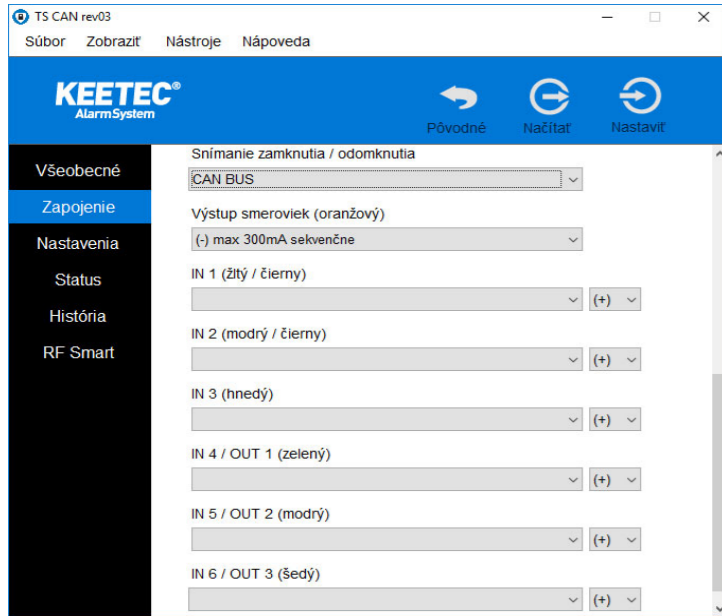 TS CAN rev03
Súbor Zobraziť Nástroje Nápoveda
KEETEC®
AlarmSystem
Pôvodné Načítať Nastaviť
Všeobecné
Zapojenie
Nastavenia
Status
História
RF Smart
Snímanie zamknutia / odomknutia
CAN BUS
Výstup smeroviek (oranžový)
(-) max 300mA sekvenčne
IN 1 (žltý / čierny)
(+)
IN 2 (modrý / čierny)
(+)
IN 3 (hnedý)
(+)
IN 4 / OUT 1 (zelený)
(+)
IN 5 / OUT 2 (modrý)
(+)
IN 6 / OUT 3 (šedý)
(+)